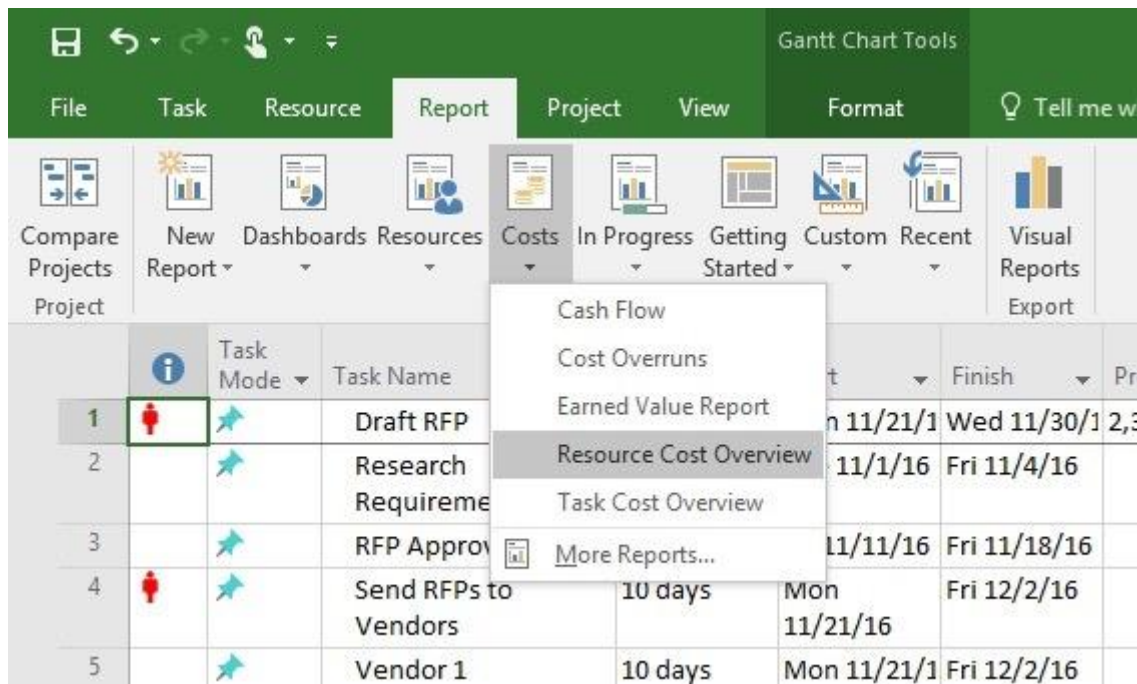 Gantt Chart Tools
File Task Resource Report Project View Format Tell me w
Compare Projects
New Report
Dashboards
Resources
Costs
In Progress
Getting Started
Custom
Recent
Visual Reports
Project
Export
Cash Flow
Cost Overruns
Earned Value Report
Resource Cost Overview
Task Cost Overview
More Reports...
Task Mode Task Name Finish
1 Draft RFP 11/21/1 Wed 11/30/1 2,3
2 Research 11/1/16 Fri 11/4/16
Requireme
3 RFP Approv 11/11/16 Fri 11/18/16
4 Send RFPs to 10 days Mon Fri 12/2/16
Vendors 11/21/16
5 Vendor 1 10 days Mon 11/21/1 Fri 12/2/16